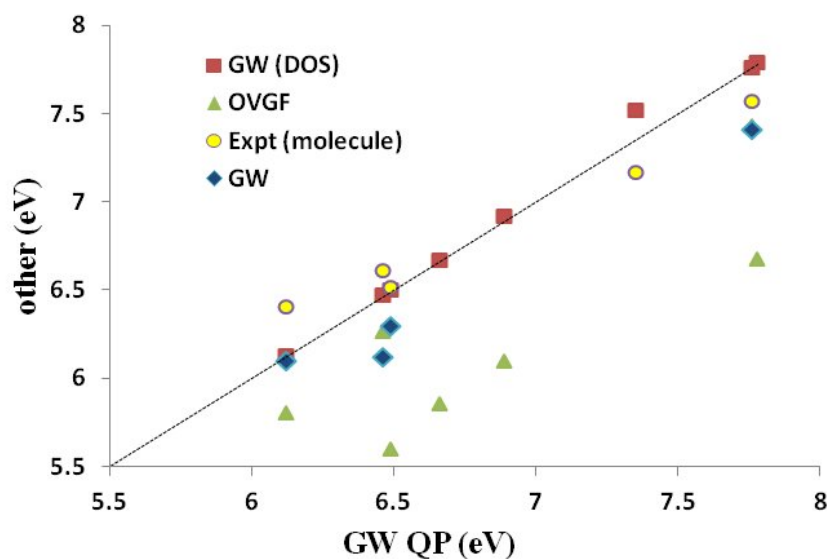 8
7.5
7
6.5
6
5.5
other (eV)
GW (DOS)
OVGF
Expt (molecule)
GW
5.5 6 6.5 7 7.5 8
GW QP (eV)